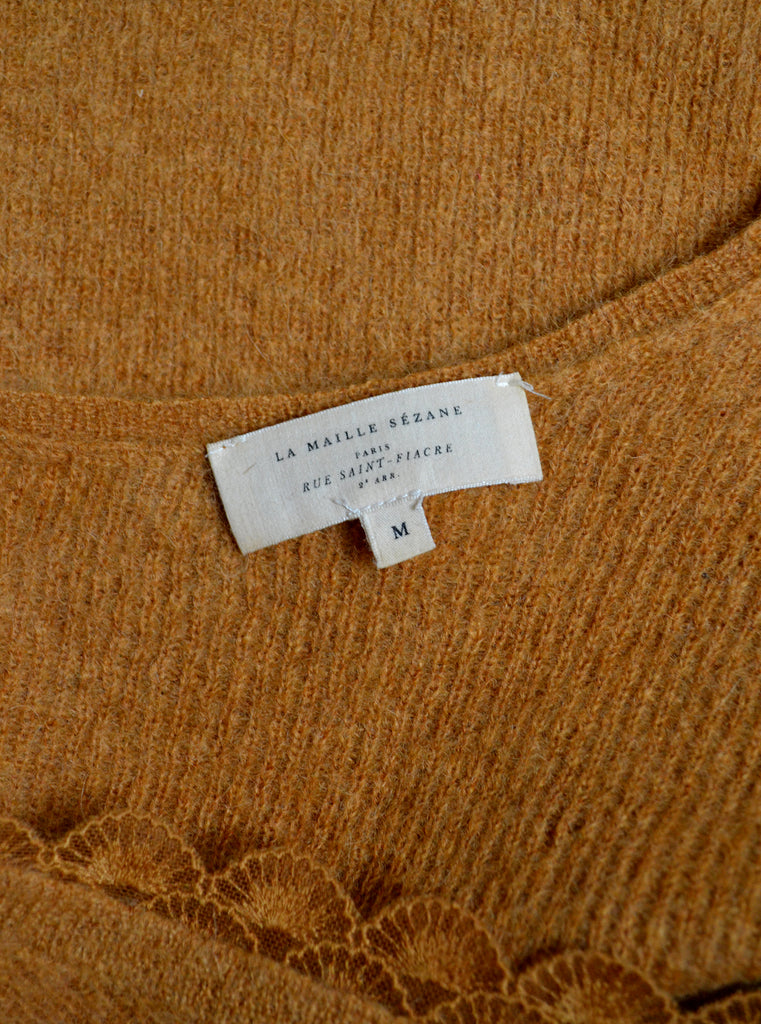 LA MAILLE SÉZANE
PARIS
RUE SAINT-FIACRE
2e ARR.
M